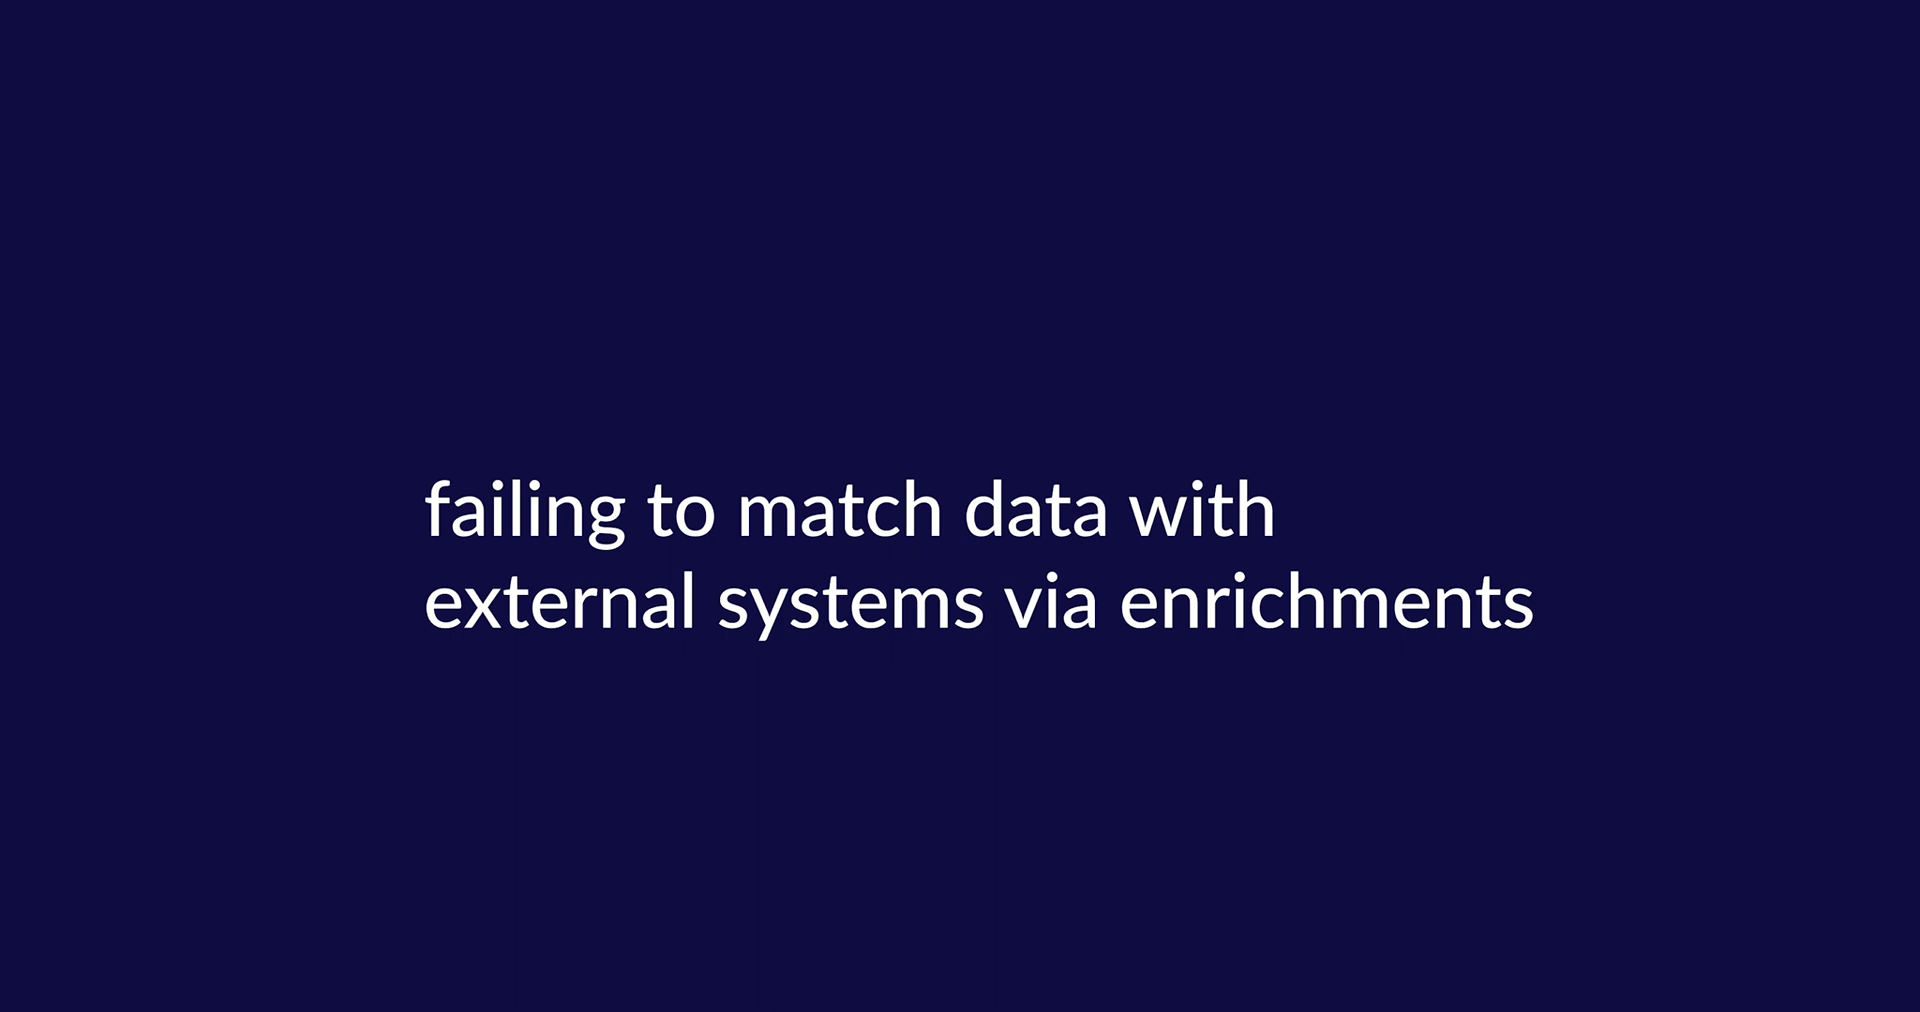 failing to match data with
external systems via enrichments